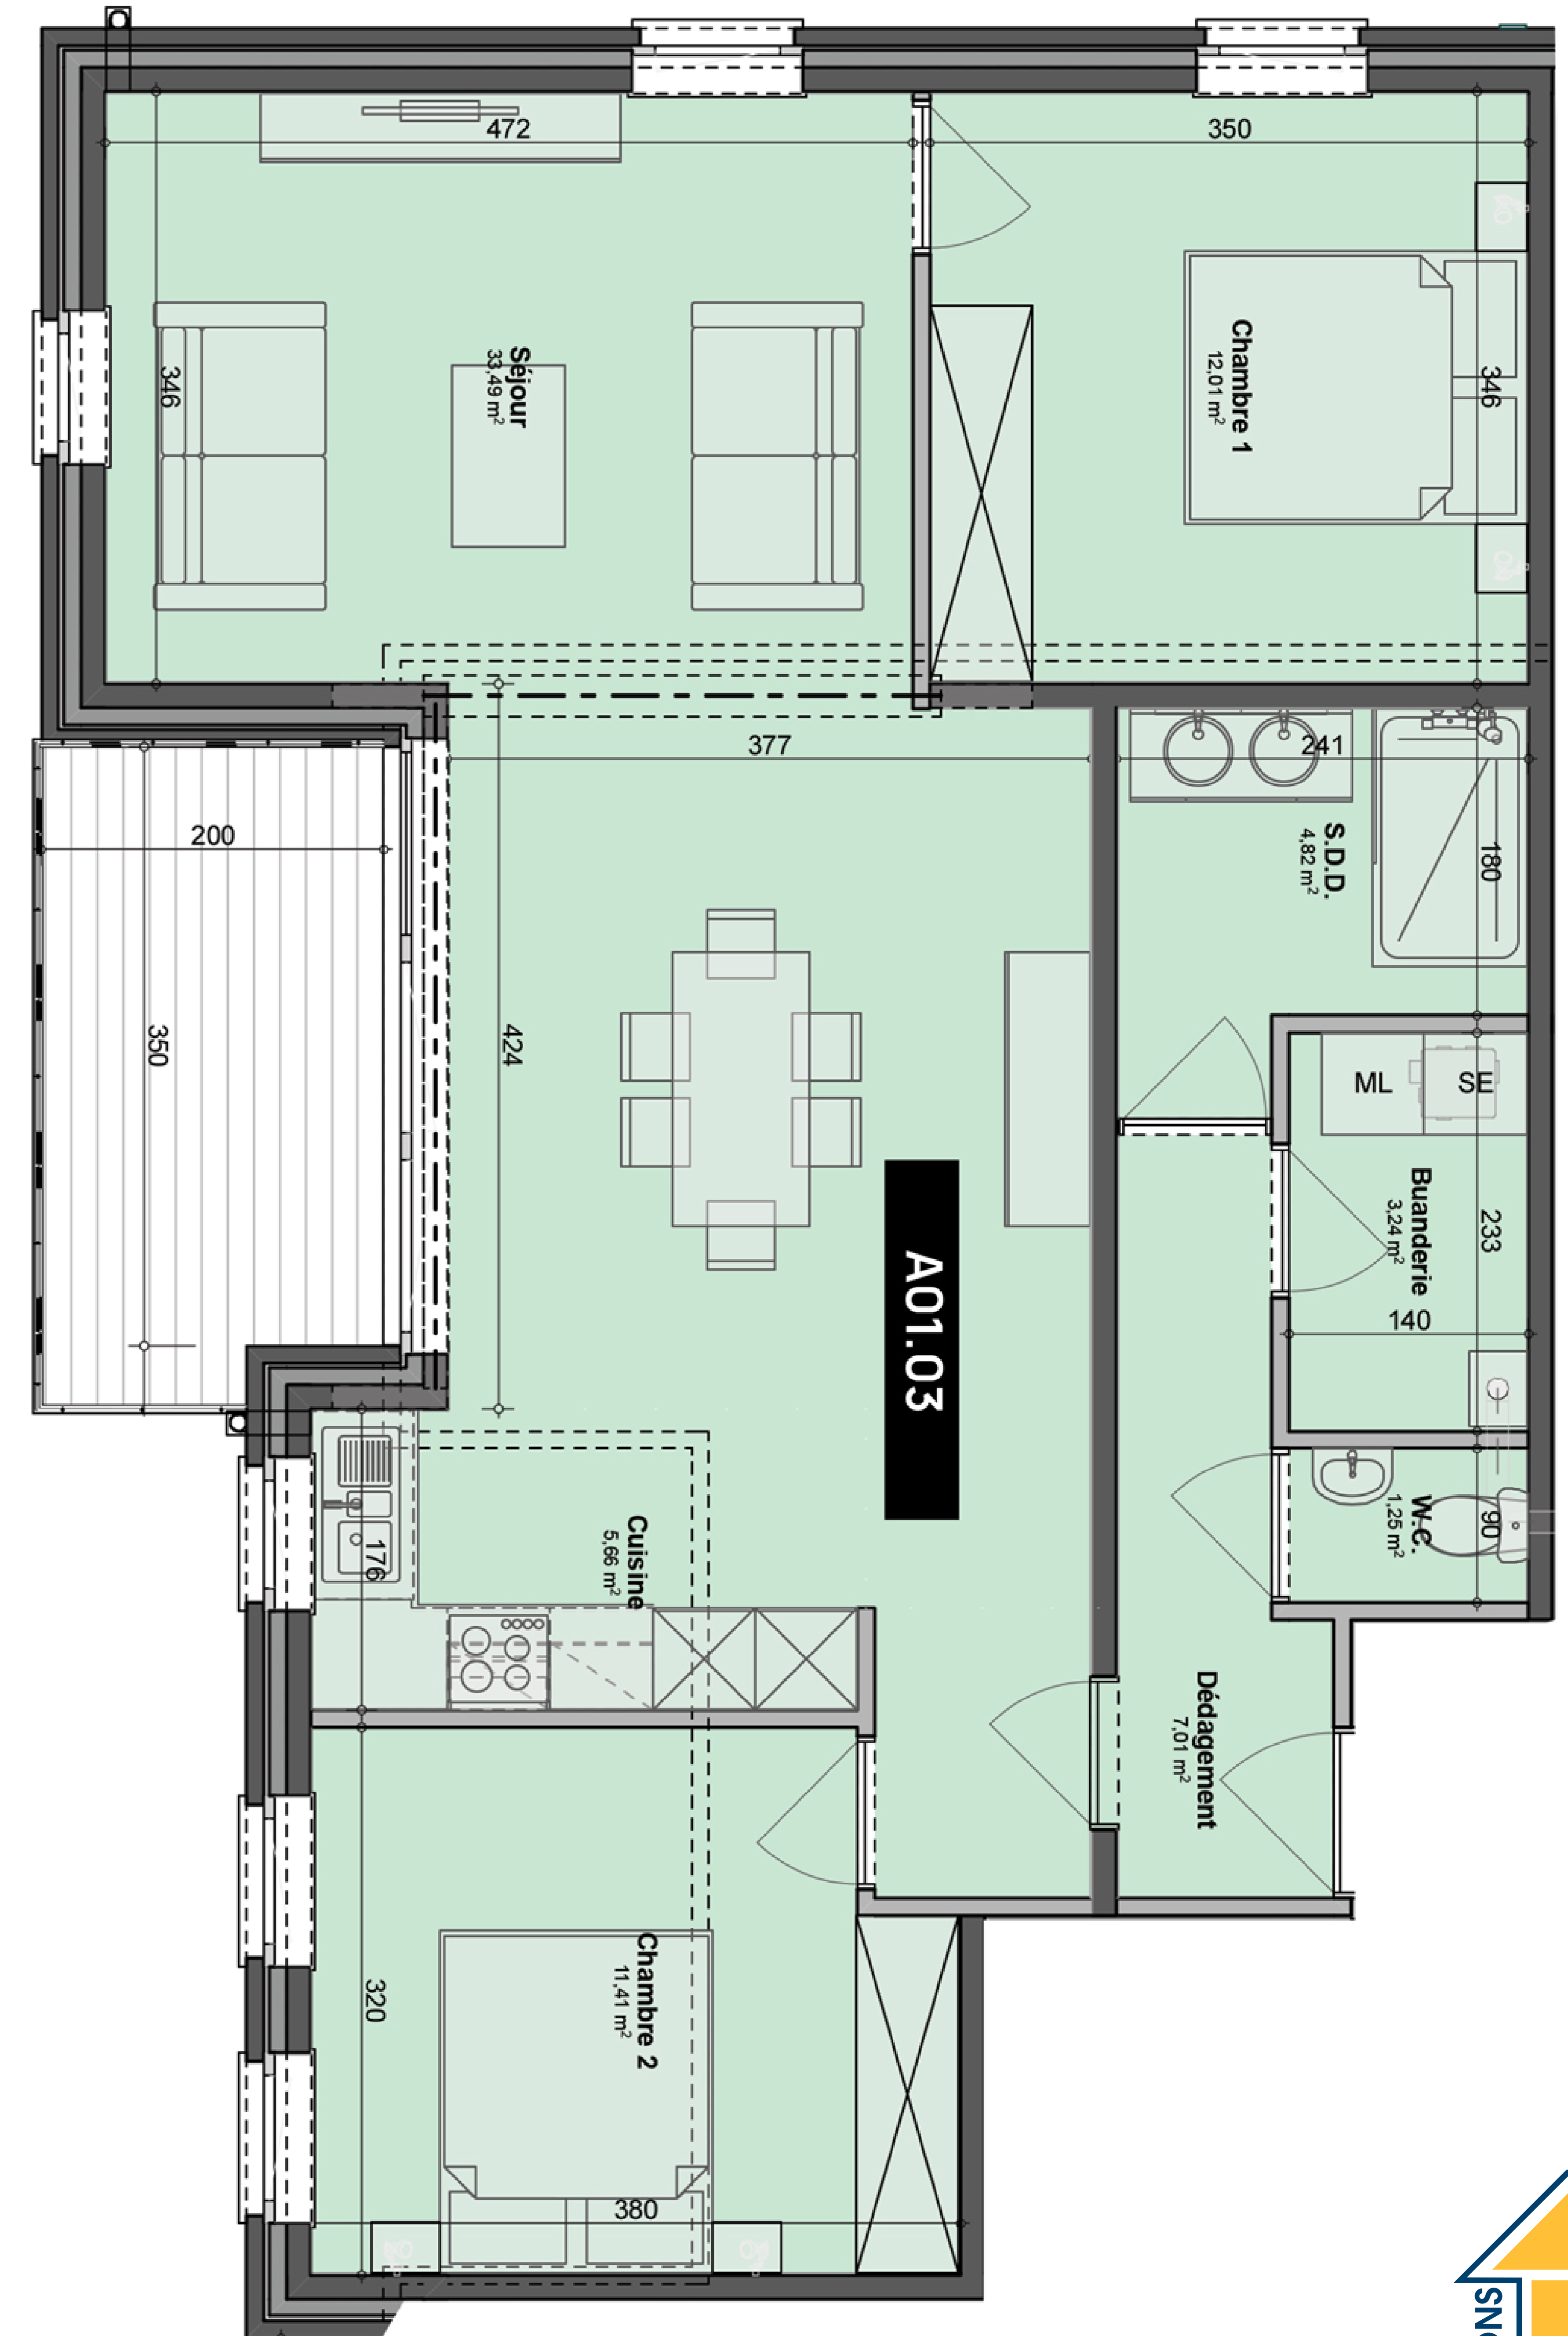 472
350
346
Séjour
33,49 m²
Chambre 1
12,01 m²
346
377
241
200
S.D.D.
4,82 m²
180
350
424
ML
SE
Buanderie
3,24 m²
233
A01.03
140
176
Cuisine
5,66 m²
W.C.
1,25 m²
90
Dédagement
7,01 m²
320
Chambre 2
11,41 m²
380